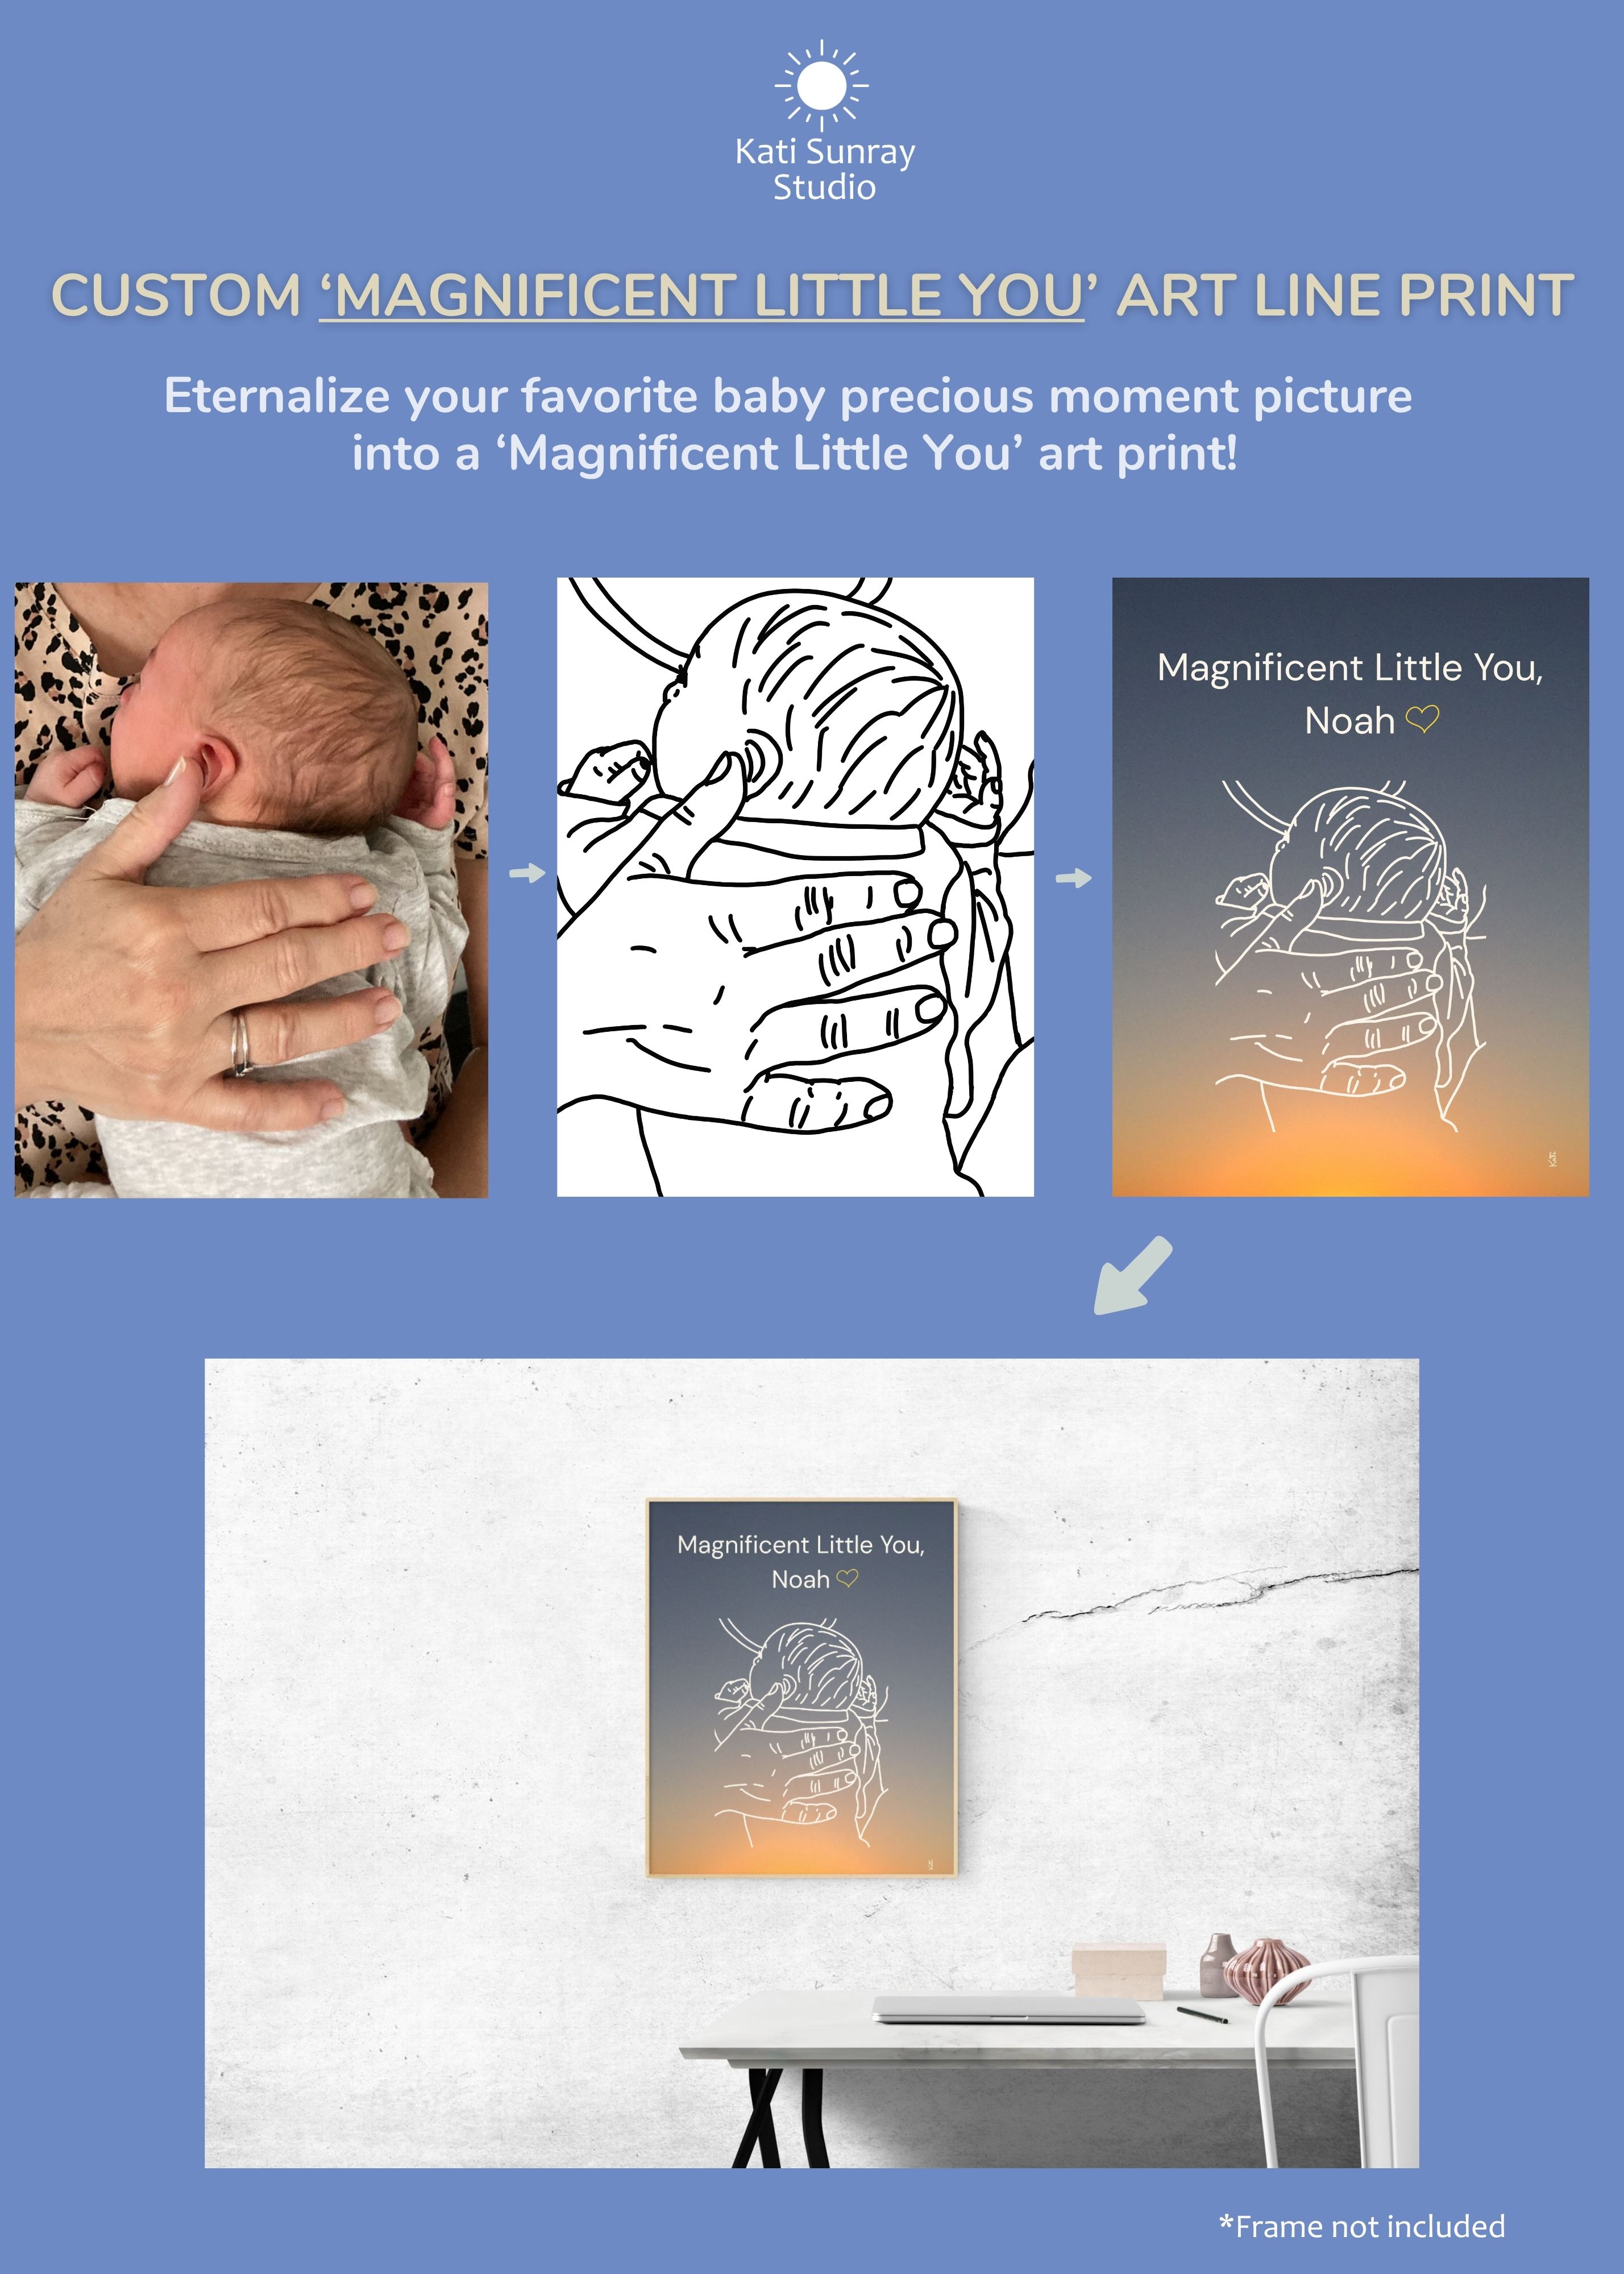 Kati Sunray
Studio
CUSTOM ‘MAGNIFICENT LITTLE YOU’ ART LINE PRINT
Eternalize your favorite baby precious moment picture
into a ‘Magnificent Little You’ art print!
Magnificent Little You,
Noah
Kati
Magnificent Little You,
Noah
*Frame not included